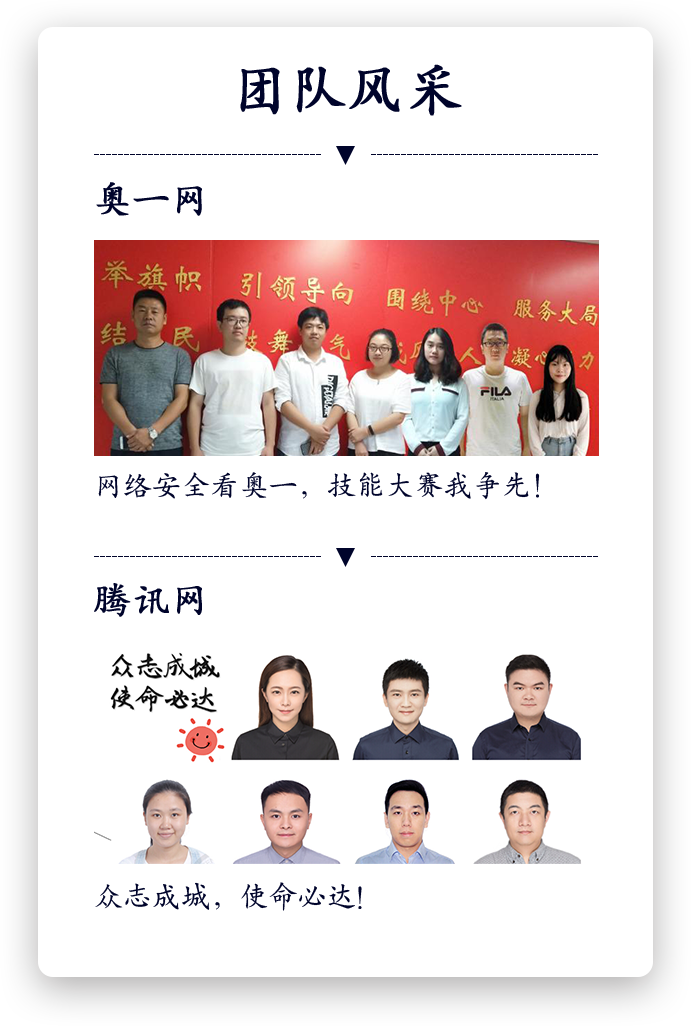 团队风采
奥一网
举旗帜 引领导向 围绕中心 服务大局
结 民 舞 气 人 凝心 力
FILA
ITALIA
网络安全看奥一，技能大赛我争先！
腾讯网
众志成城
使命必达
众志成城，使命必达！